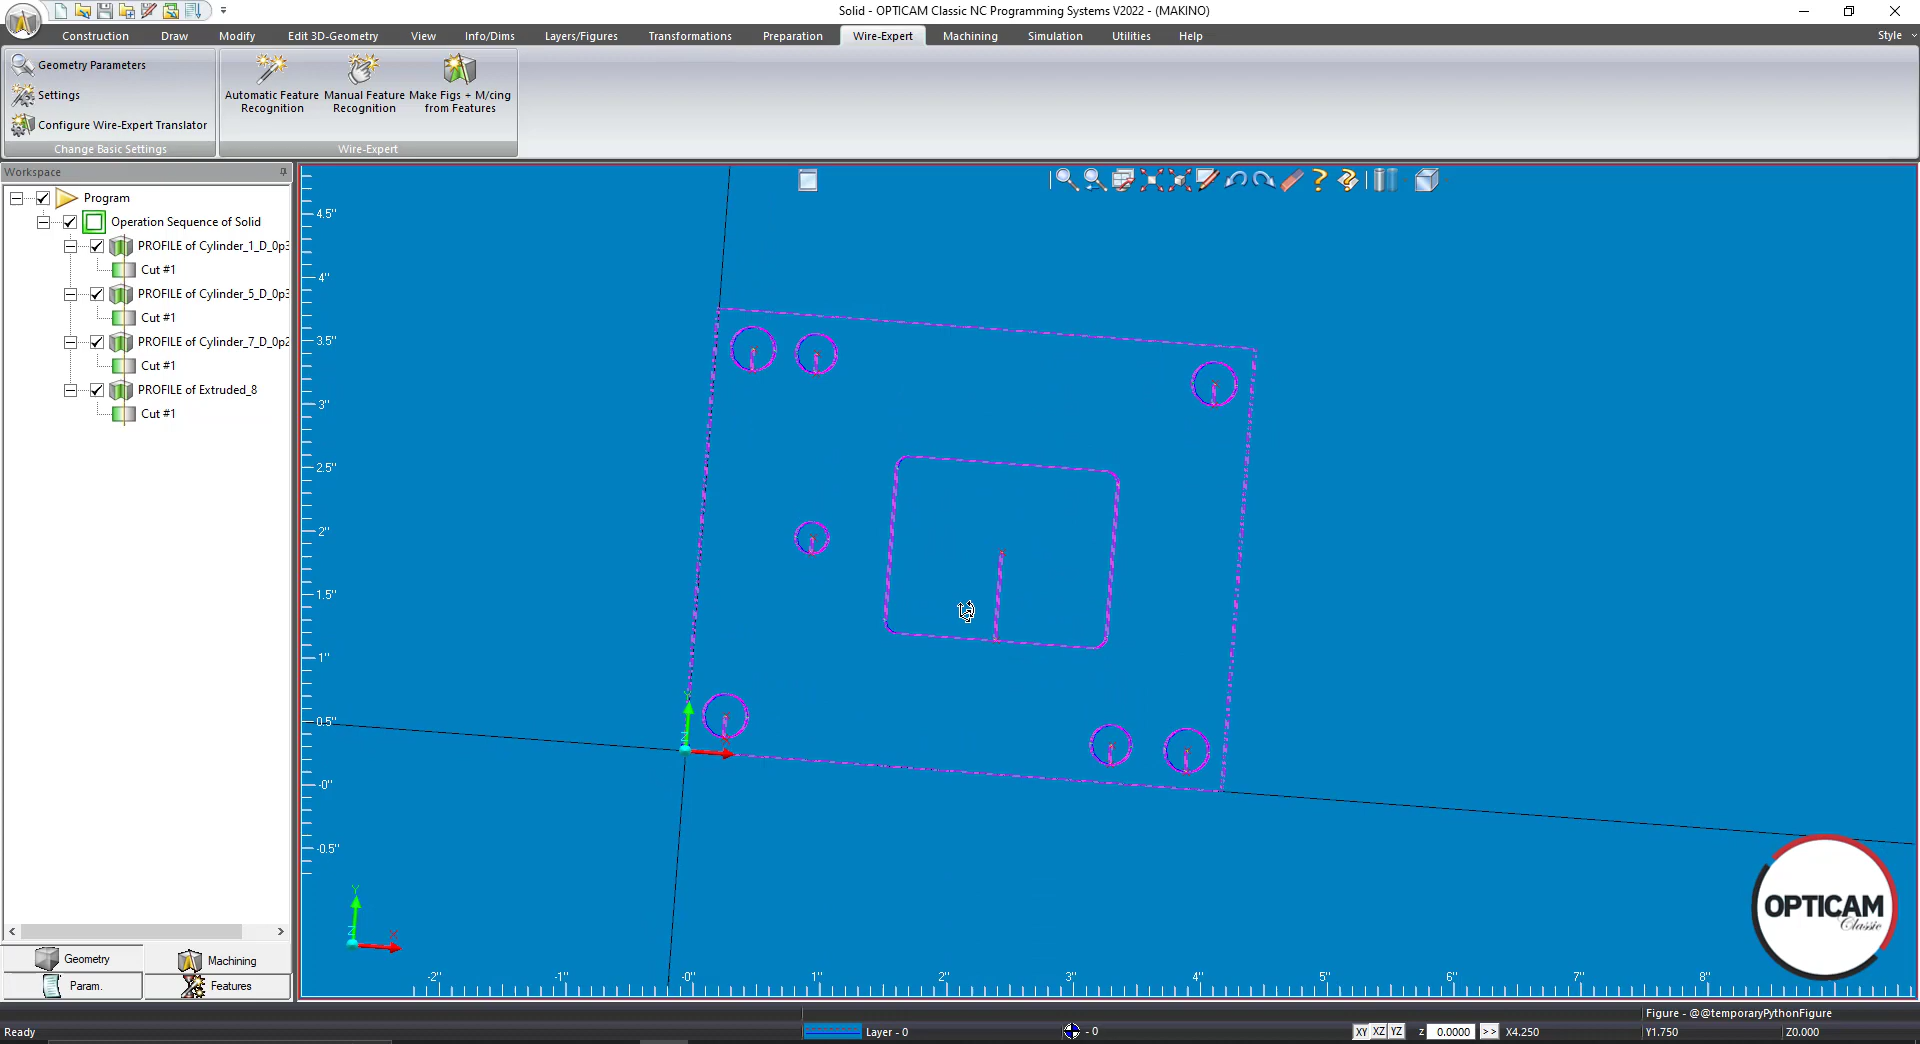 Solid - OPTICAM Classic NC Programming Systems V2022 - (MAKINO)
Construction Draw Modify Edit 3D-Geometry View Info/Dims Layers/Figures Transformations Preparation Wire-Expert Machining Simulation Utilities Help Style
Geometry Parameters
Settings
Configure Wire-Expert Translator
Change Basic Settings
Automatic Feature Recognition
Manual Feature Recognition
Make Figs + M/cing from Features
Wire-Expert
Workspace
Program
Operation Sequence of Solid
PROFILE of Cylinder_1_D_0p3
Cut #1
PROFILE of Cylinder_5_D_0p3
Cut #1
PROFILE of Cylinder_7_D_0p2
Cut #1
PROFILE of Extruded_8
Cut #1
4.5"
4"
3.5"
3"
2.5"
2"
1.5"
1"
0.5"
-0"
-0.5"
Y
Z
X
Y
Z
X
-2" -1" -0" 1" 2" 3" 4" 5" 6" 7" 8"
OPTICAM
Classic
Geometry Machining
Param. Features
Figure - @@temporaryPythonFigure
Ready Layer - 0 - 0 XY XZ YZ z 0.0000 >> X4.250 Y1.750 Z0.000